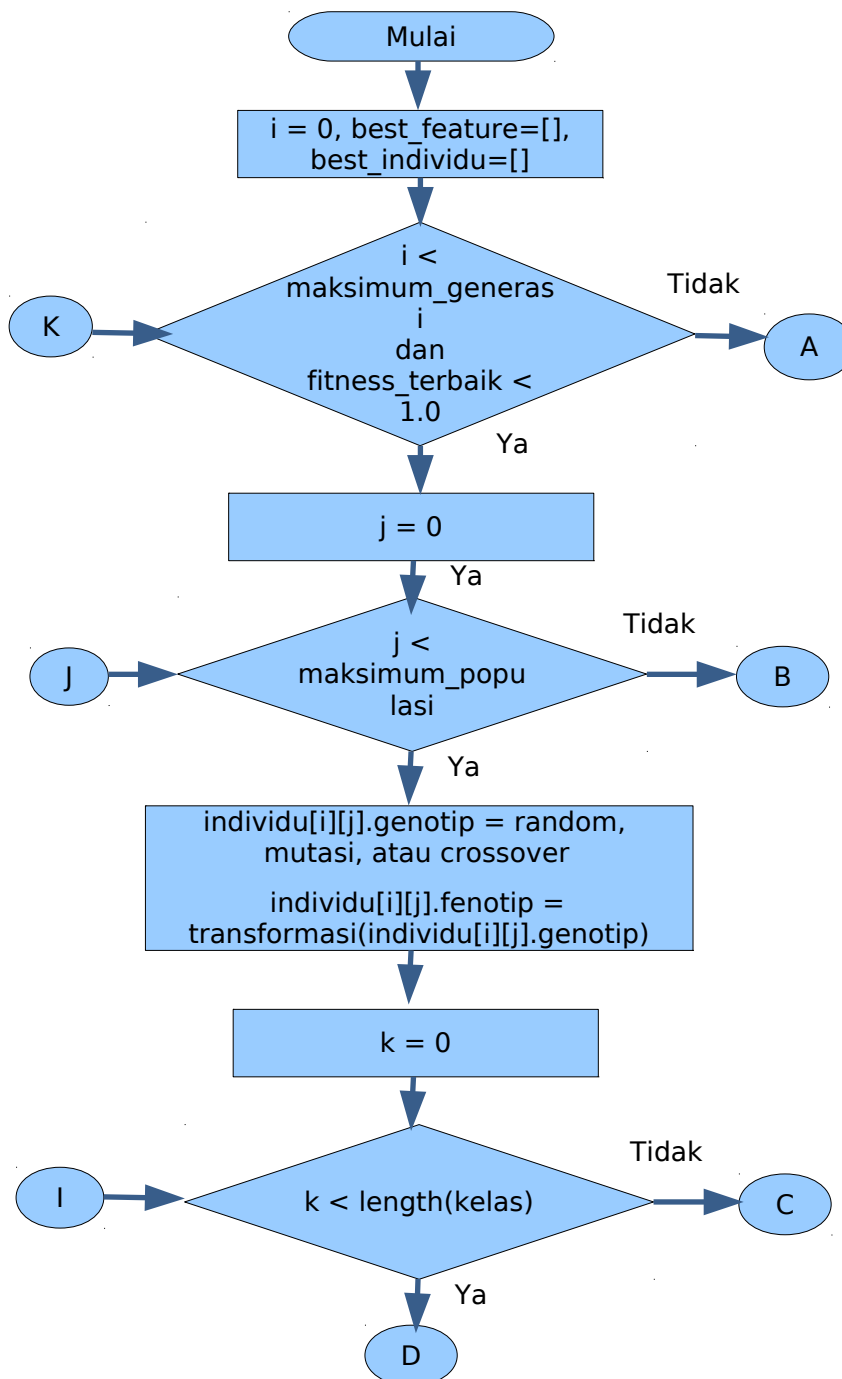 Mulai
i = 0, best_feature=[],
best_individu=[]
i <
maksimum_generas
i
dan
fitness_terbaik <
1.0
Tidak
K
A
Ya
j = 0
Ya
j <
maksimum_popu
lasi
Tidak
J
B
Ya
individu[i][j].genotip = random,
mutasi, atau crossover
individu[i][j].fenotip =
transformasi(individu[i][j].genotip)
k = 0
Tidak
I
k < length(kelas)
C
Ya
D